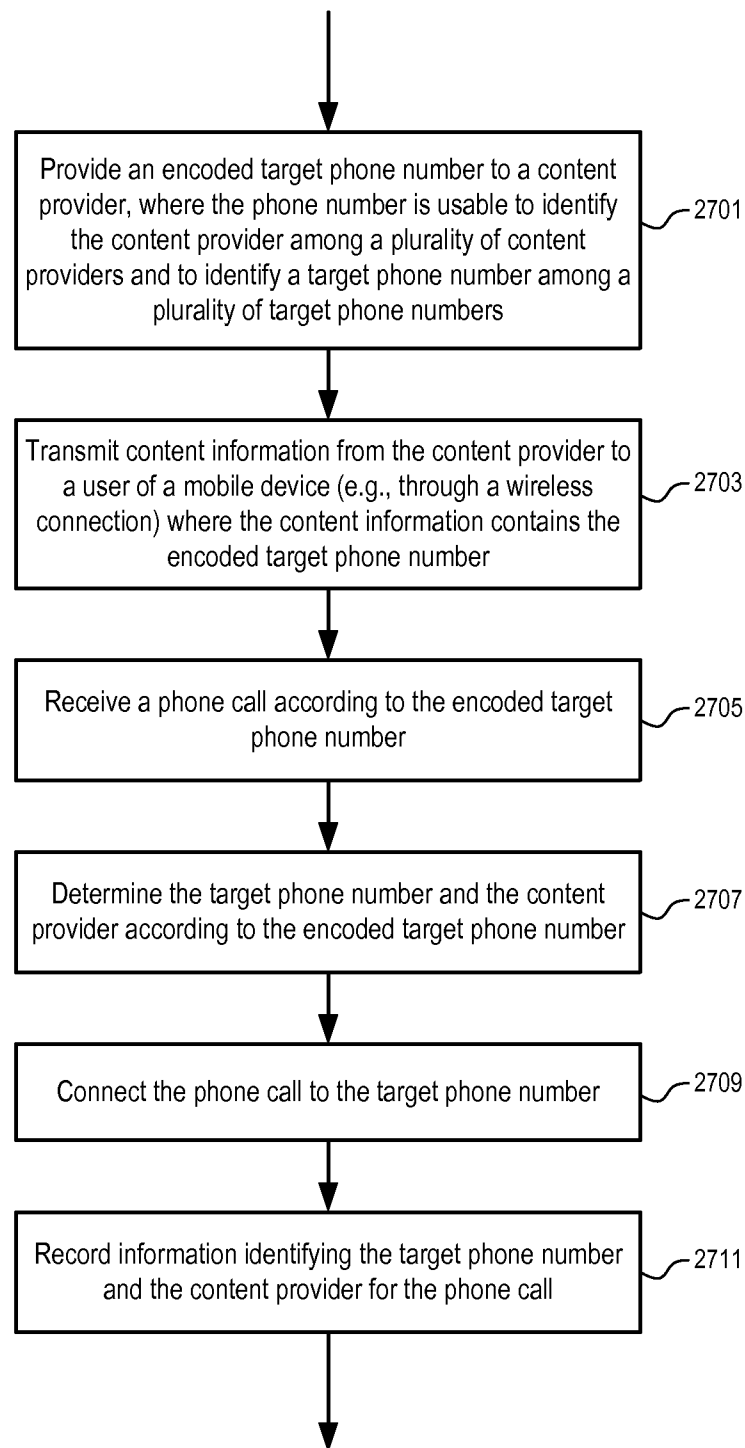 Provide an encoded target phone number to a content
provider, where the phone number is usable to identify
the content provider among a plurality of content
providers and to identify a target phone number among a
plurality of target phone numbers
2701
Transmit content information from the content provider to
a user of a mobile device (e.g., through a wireless
connection) where the content information contains the
encoded target phone number
2703
Receive a phone call according to the encoded target
phone number
2705
Determine the target phone number and the content
provider according to the encoded target phone number
2707
Connect the phone call to the target phone number
2709
Record information identifying the target phone number
and the content provider for the phone call
2711